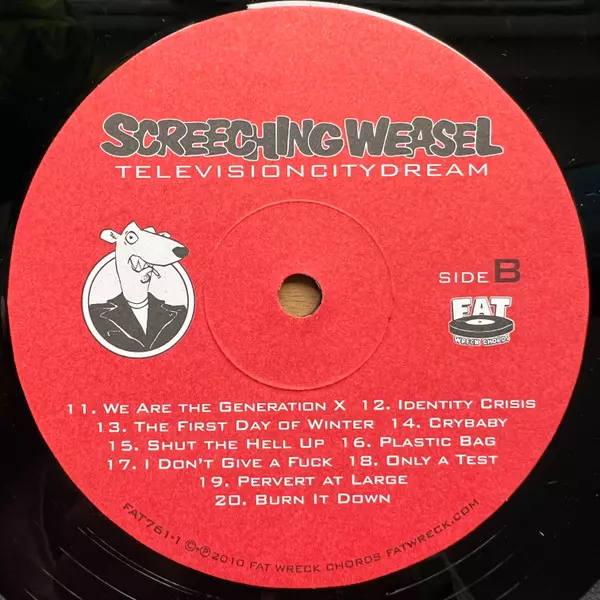 SCREECHING WEASEL
TELEVISIONCITYDREAM
SIDE B
FAT
WRECK CHORDS
11. WE ARE THE GENERATION X 12. IDENTITY CRISIS
13. THE FIRST DAY OF WINTER 14. CRYBABY
15. SHUT THE HELL UP 16. PLASTIC BAG
17. I DON'T GIVE A FUCK 18. ONLY A TEST
19. PERVERT AT LARGE
20. BURN IT DOWN
FAT761-1 ©·℗2010 FAT WRECK CHORDS FATWRECK.COM